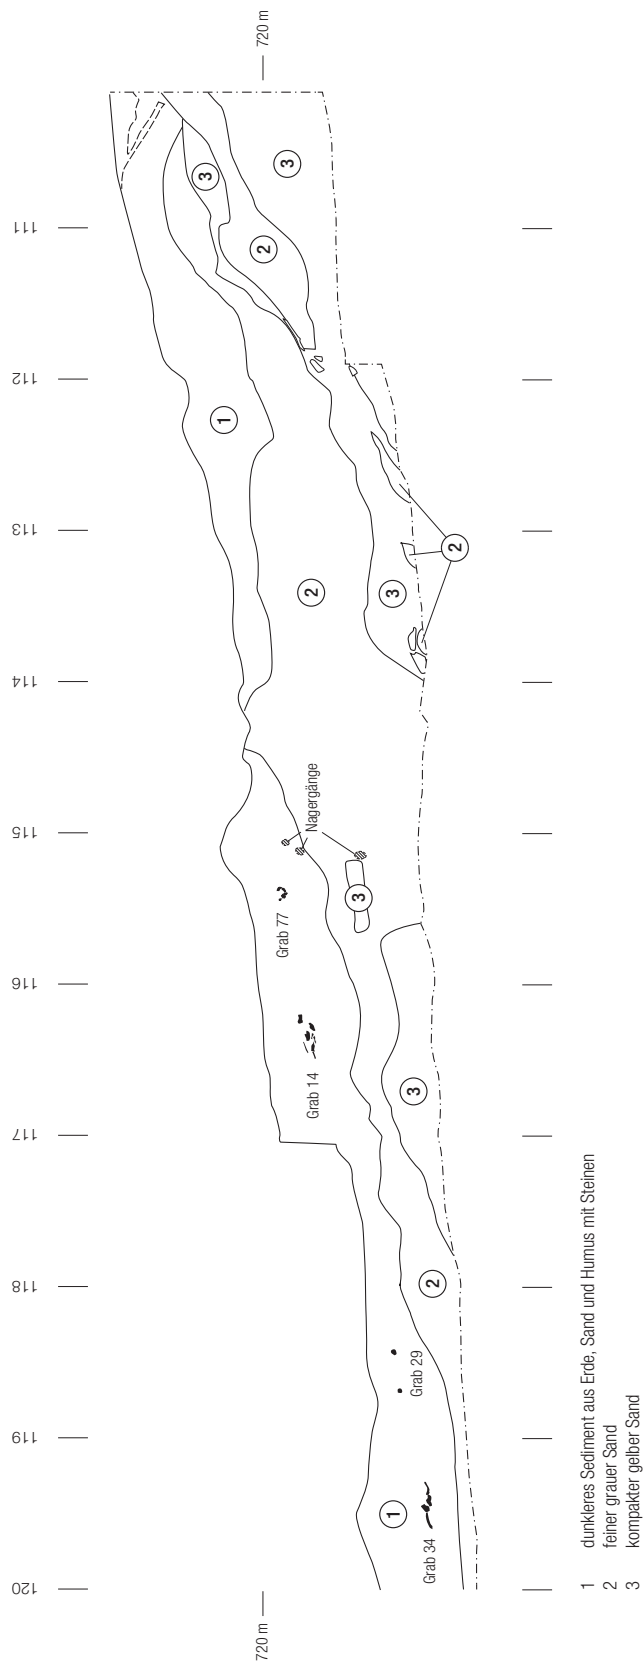 120 119 118 117 116 115 114 113 112 111
720 m 720 m
1
2
3
3
2
3
2
Nagergänge
3
Grab 77
Grab 14
3
2
Grab 29
1
Grab 34
1 dunkleres Sediment aus Erde, Sand und Humus mit Steinen
2 feiner grauer Sand
3 kompakter gelber Sand